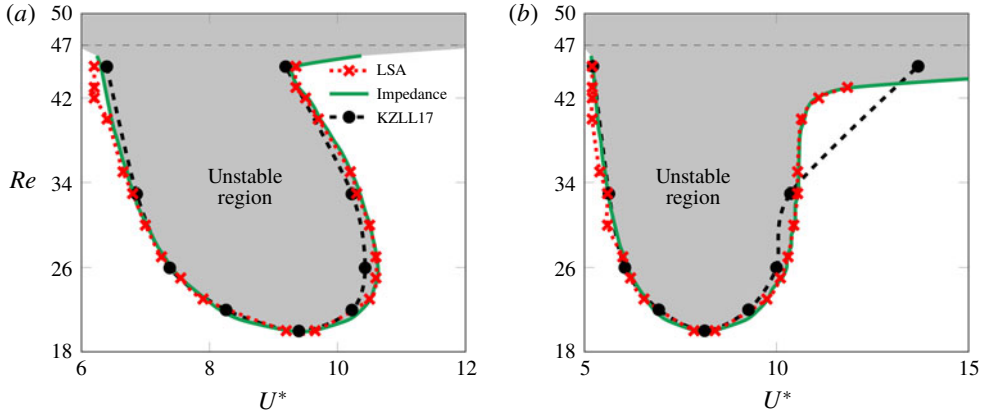 (a)
50
47
42
Re
34
26
18
6
8
10
12
U*
Unstable
region
LSA
Impedance
KZLL17
(b)
50
47
42
34
26
18
5
10
15
U*
Unstable
region